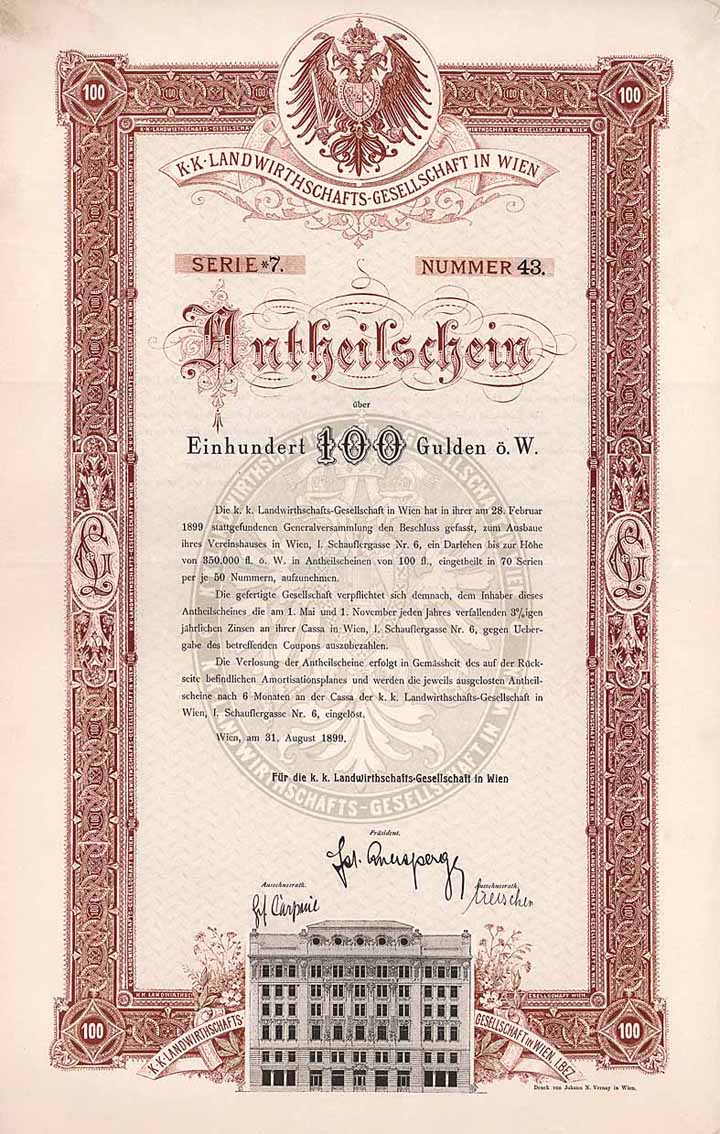 100
100
K.K. LANDWIRTHSCHAFTS-GESELLSCHAFT IN WIEN
K·K·LANDWIRTHSCHAFTS-GESELLSCHAFT IN WIEN
SERIE *7.
NUMMER 43.
Antheilschein
über
Einhundert 100 Gulden ö. W.
Die k. k. Landwirthschafts-Gesellschaft in Wien hat in ihrer am 28. Februar
1899 stattgefundenen Generalversammlung den Beschluss gefasst, zum Ausbaue
ihres Vereinshauses in Wien, I. Schauflergasse Nr. 6, ein Darlehen bis zur Höhe
von 350.000 fl. ö. W. in Antheilscheinen von 100 fl., eingetheilt in 70 Serien
per je 50 Nummern, aufzunehmen.
Die gefertigte Gesellschaft verpflichtet sich demnach, dem Inhaber dieses
Antheilscheines die am 1. Mai und 1. November jeden Jahres verfallenden 3%igen
jährlichen Zinsen an ihrer Cassa in Wien, I. Schauflergasse Nr. 6, gegen Ueber-
gabe des betreffenden Coupons auszubezahlen.
Die Verlosung der Antheilscheine erfolgt in Gemässheit des auf der Rück-
seite befindlichen Amortisationsplanes und werden die jeweils ausgelosten Antheil-
scheine nach 6 Monaten an der Cassa der k. k. Landwirthschafts-Gesellschaft in
Wien, I. Schauflergasse Nr. 6, eingelöst.
Wien, am 31. August 1899.
Für die k. k. Landwirthschafts-Gesellschaft in Wien
Präsident.
Auersperg
Ausschussrath.
Ausschussrath.
K.K. LANDWIRTHSCHAFTS-
GESELLSCHAFT in WIEN, I. BEZ.
100
100
Druck von Johann N. Vernay in Wien.